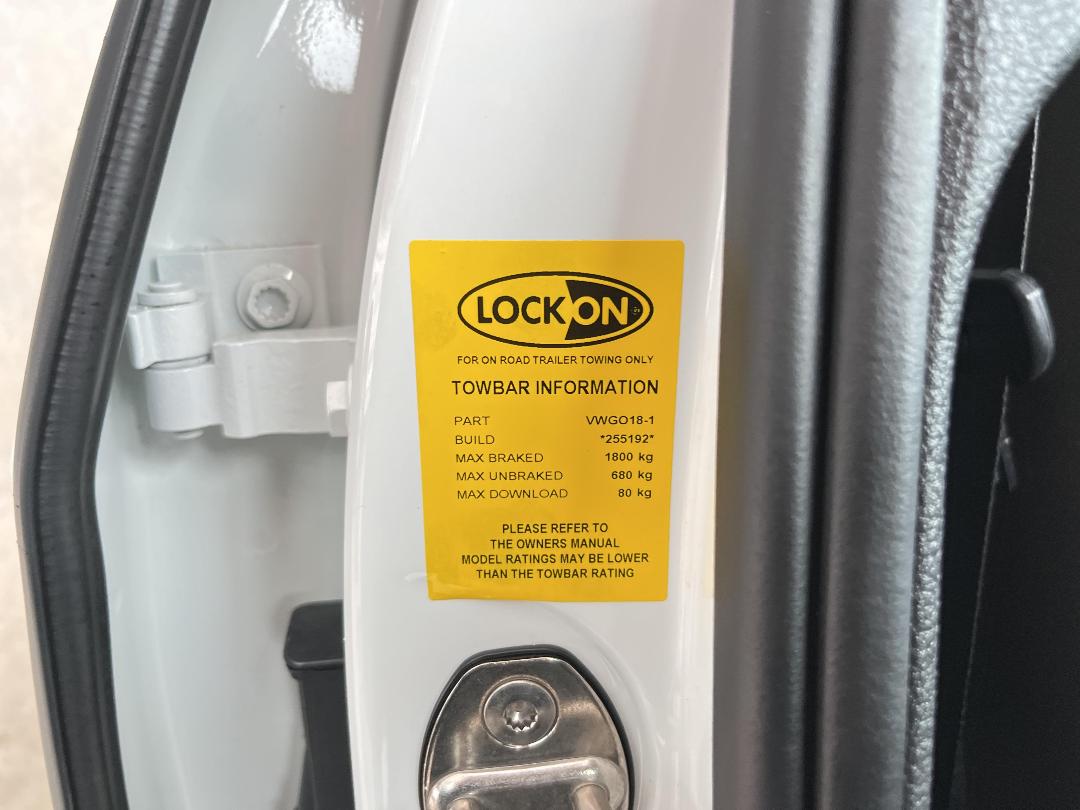 LOCKON
FOR ON ROAD TRAILER TOWING ONLY
TOWBAR INFORMATION
PART VWGO18-1
BUILD *255192*
MAX BRAKED 1800 kg
MAX UNBRAKED 680 kg
MAX DOWNLOAD 80 kg
PLEASE REFER TO
THE OWNERS MANUAL
MODEL RATINGS MAY BE LOWER
THAN THE TOWBAR RATING